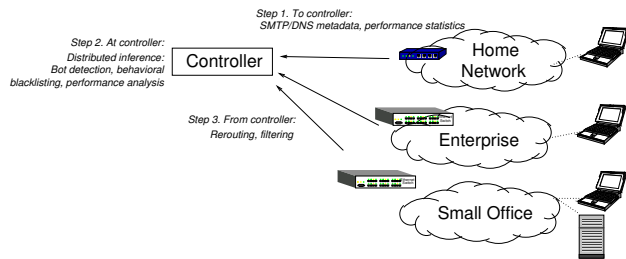 Step 1. To controller:
SMTP/DNS metadata, performance statistics
Step 2. At controller:
Distributed inference:
Bot detection, behavioral
blacklisting, performance analysis
Controller
Home
Network
Step 3. From controller:
Rerouting, filtering
Enterprise
Small Office